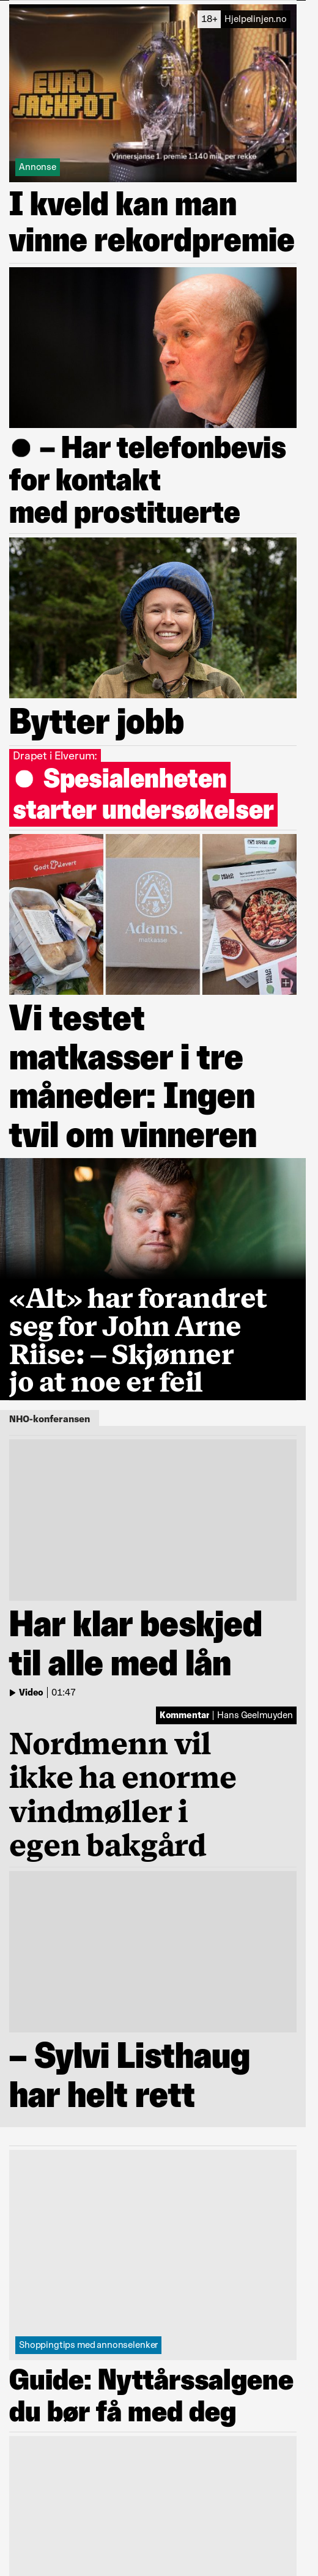 18+ Hjelpelinjen.no
EURO
JACKPOT
Vinnersjanse 1. premie 1:140 mill. per rekke
Annonse
I kveld kan man
vinne rekordpremie
– Har telefonbevis
for kontakt
med prostituerte
Bytter jobb
Drapet i Elverum:
Spesialenheten
starter undersøkelser
Godt levert
Adams.
matkasse
Vi testet
matkasser i tre
måneder: Ingen
tvil om vinneren
«Alt» har forandret
seg for John Arne
Riise: – Skjønner
jo at noe er feil
NHO-konferansen
Har klar beskjed
til alle med lån
Video | 01:47
Kommentar | Hans Geelmuyden
Nordmenn vil
ikke ha enorme
vindmøller i
egen bakgård
– Sylvi Listhaug
har helt rett
Shoppingtips med annonselenker
Guide: Nyttårssalgene
du bør få med deg